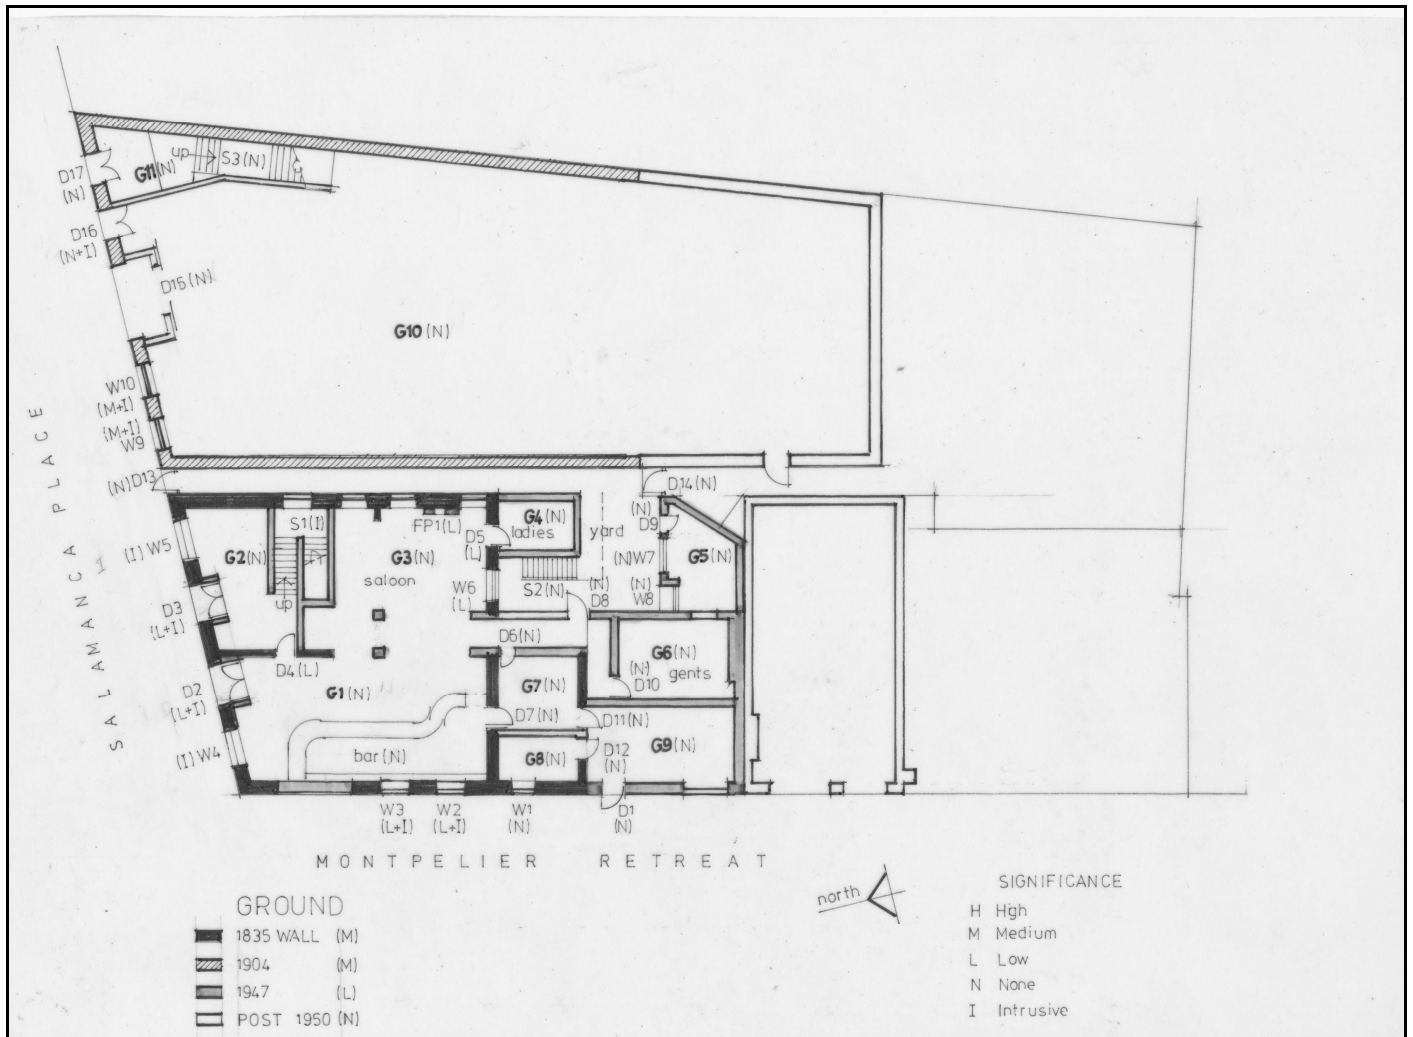 up
S3(N)
G11(N)
D17
(N)
D16
(N+I)
D15(N)
G10(N)
W10
(M+I)
(M+I)
W9
SALAMANCA PLACE
(N)D13
D14(N)
S1(I)
FP1(L)
G4(N)
ladies
yard
(N)
D9
(I)W5
G2(N)
G3(N)
saloon
D5
(L)
(N)W7
G5(N)
up
W6
(L)
S2(N)
(N)
D8
(N)
W8
D3
(L+I)
D6(N)
G6(N)
gents
(N)
D10
D4(L)
D2
(L+I)
G1(N)
G7(N)
D7(N)
D11(N)
(I)W4
bar(N)
G8(N)
D12
(N)
G9(N)
W3
(L+I)
W2
(L+I)
W1
(N)
D1
(N)
MONTPELIER RETREAT
north
GROUND
1835 WALL (M)
1904 (M)
1947 (L)
POST 1950 (N)
SIGNIFICANCE
H High
M Medium
L Low
N None
I Intrusive